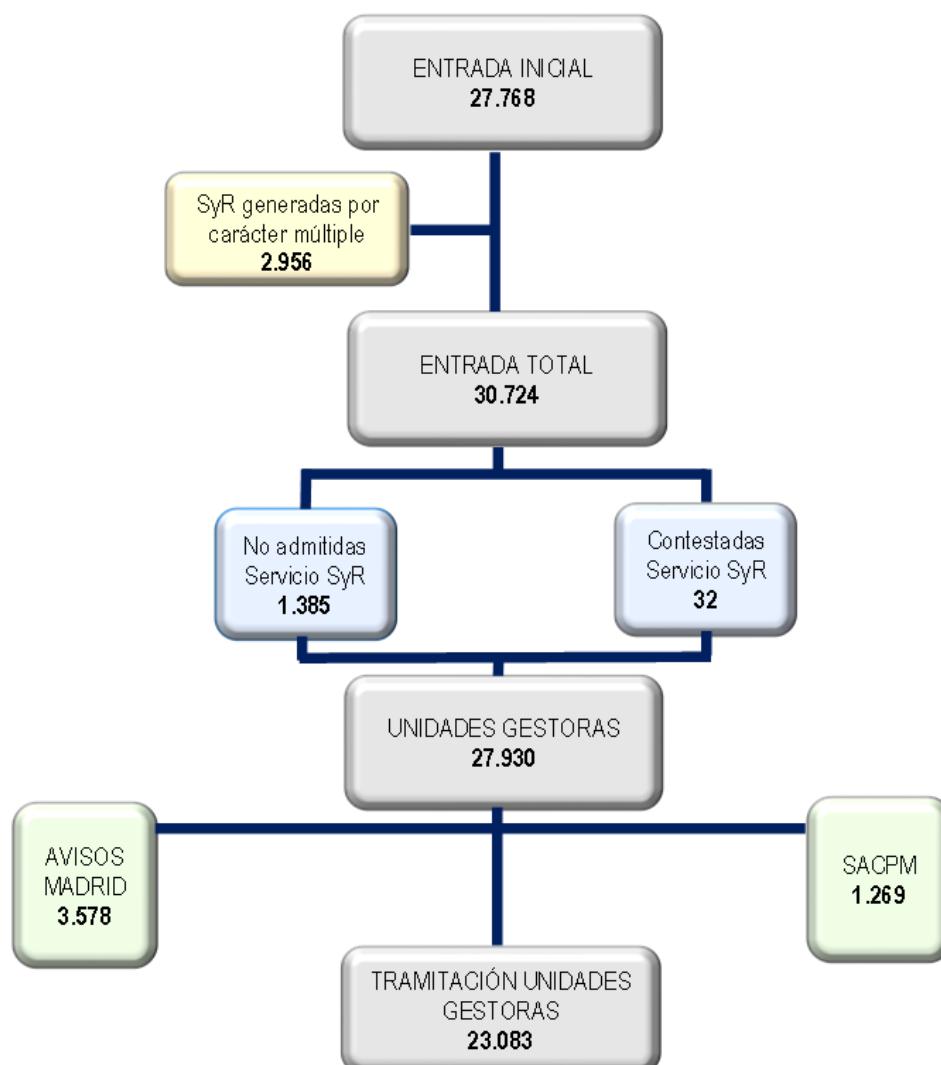 ENTRADA INICIAL
27.768
SyR generadas por
carácter múltiple
2.956
ENTRADA TOTAL
30.724
No admitidas
Servicio SyR
1.385
Contestadas
Servicio SyR
32
UNIDADES GESTORAS
27.930
AVISOS
MADRID
3.578
SACPM
1.269
TRAMITACIÓN UNIDADES
GESTORAS
23.083